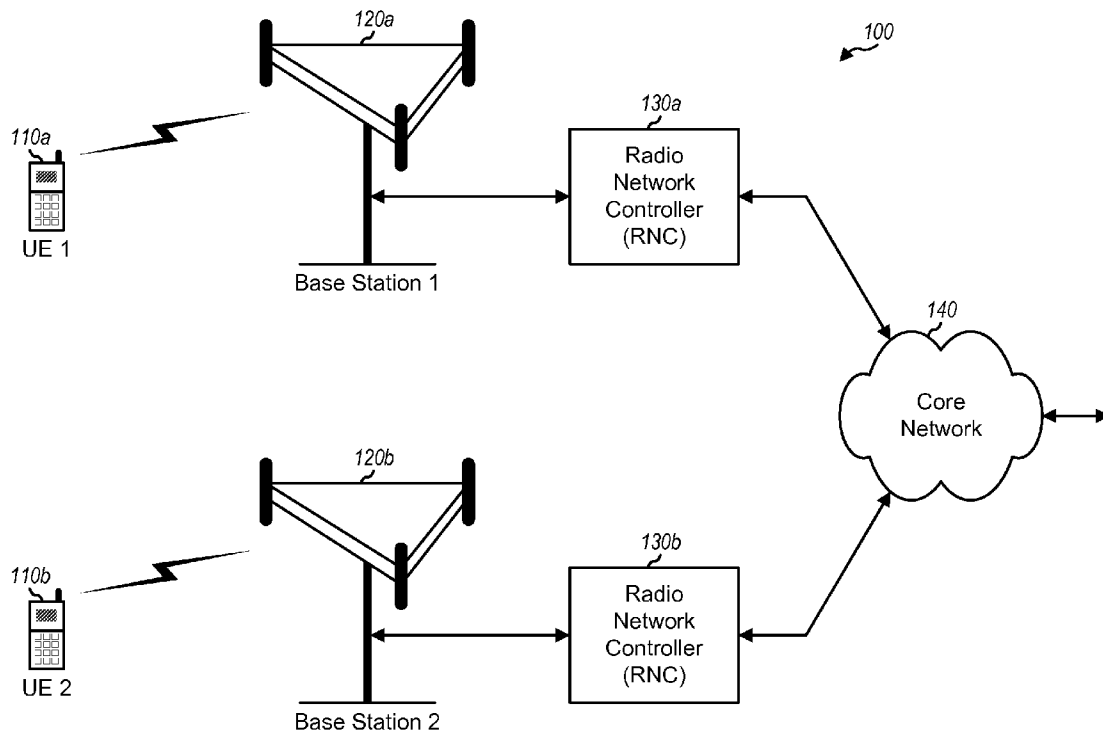 120a
100
110a
130a
Radio
Network
Controller
(RNC)
UE 1
Base Station 1
140
Core
Network
120b
110b
130b
Radio
Network
Controller
(RNC)
UE 2
Base Station 2